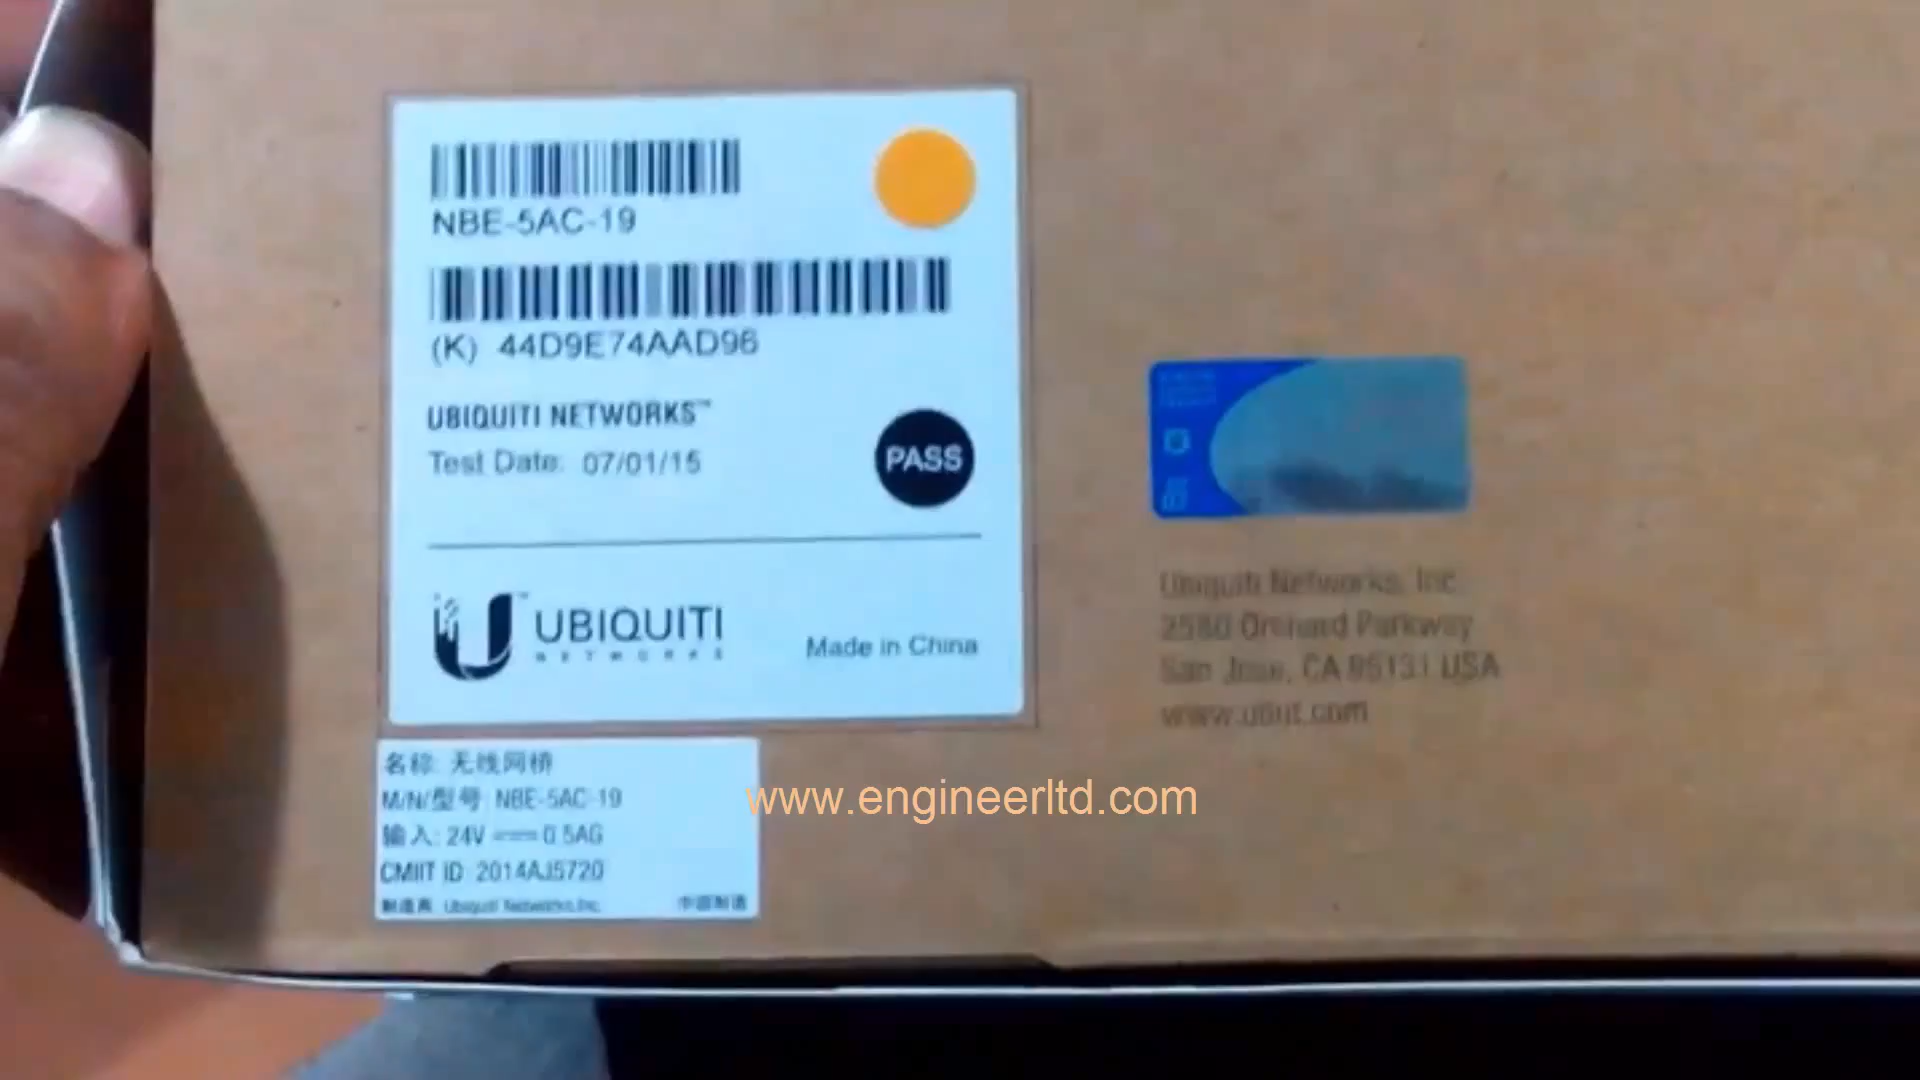 NBE-5AC-19
(K) 44D9E74AAD96
UBIQUITI NETWORKS™
Test Date: 07/01/15
PASS
UBIQUITI
NETWORKS
Made in China
名称: 无线网桥
M/N/型号: NBE-5AC-19
输入: 24V ⎓ 0.5AG
CMIIT ID: 2014AJ5720
制造商: Ubiquiti Networks,Inc.
中国制造
Ubiquiti Networks, Inc.
2580 Orchard Parkway
San Jose, CA 95131 USA
www.ubnt.com
www.engineerltd.com